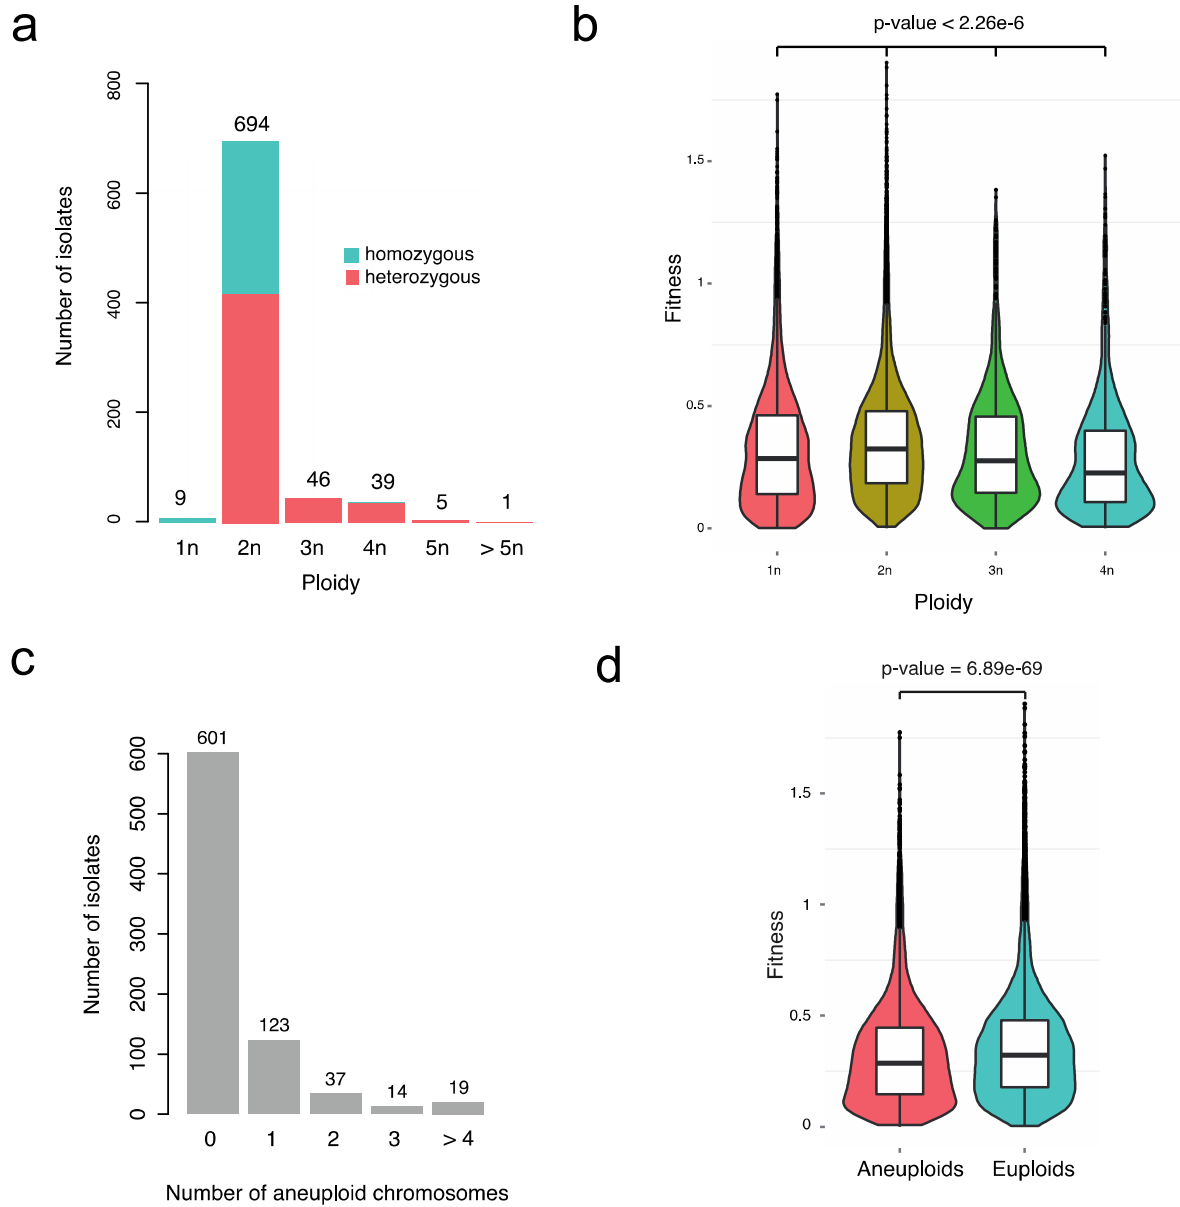 a
Number of isolates
800
600
400
200
0
694
9
46
39
5
1
homozygous
heterozygous
1n 2n 3n 4n 5n > 5n
Ploidy
b
p-value < 2.26e-6
Fitness
1.5
1
0.5
0
1n 2n 3n 4n
Ploidy
c
Number of isolates
600
500
400
300
200
100
0
601
123
37
14
19
0 1 2 3 > 4
Number of aneuploid chromosomes
d
p-value = 6.89e-69
Fitness
1.5
1
0.5
0
Aneuploids Euploids